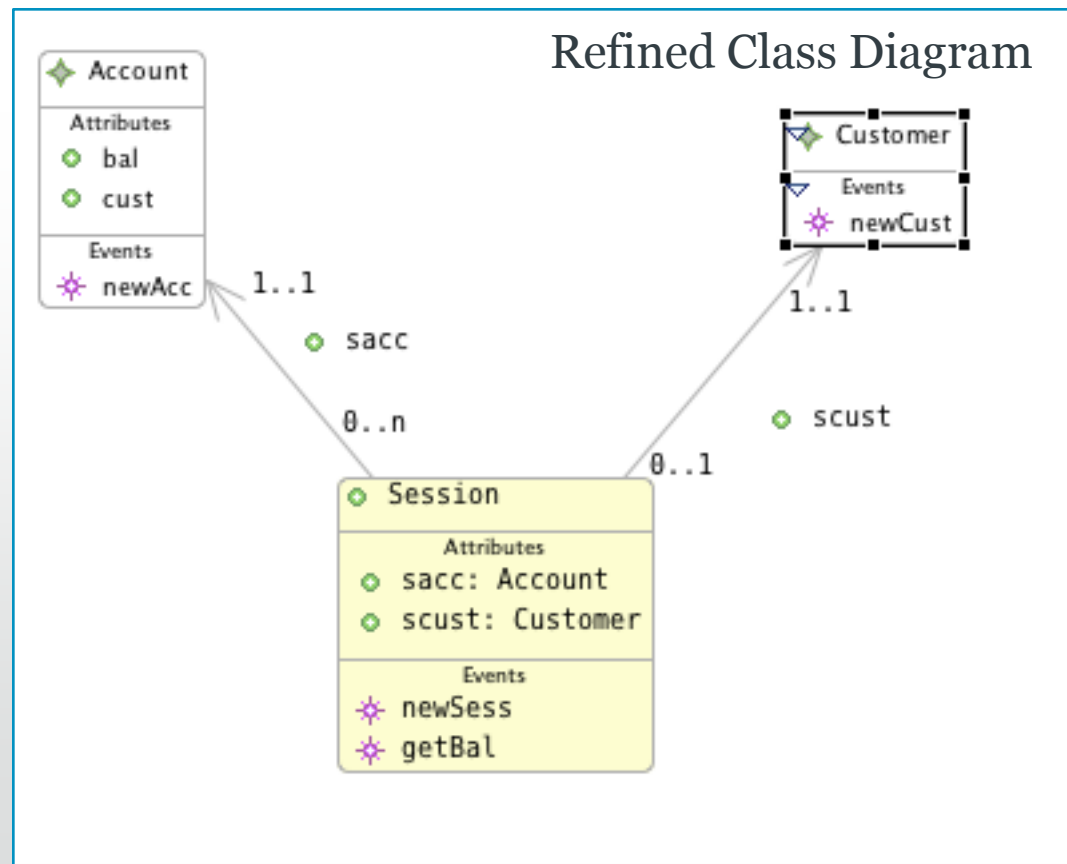 Refined Class Diagram
Account
Attributes
bal
cust
Events
newAcc
Customer
Events
newCust
1..1
sacc
0..n
1..1
scust
0..1
Session
Attributes
sacc: Account
scust: Customer
Events
newSess
getBal